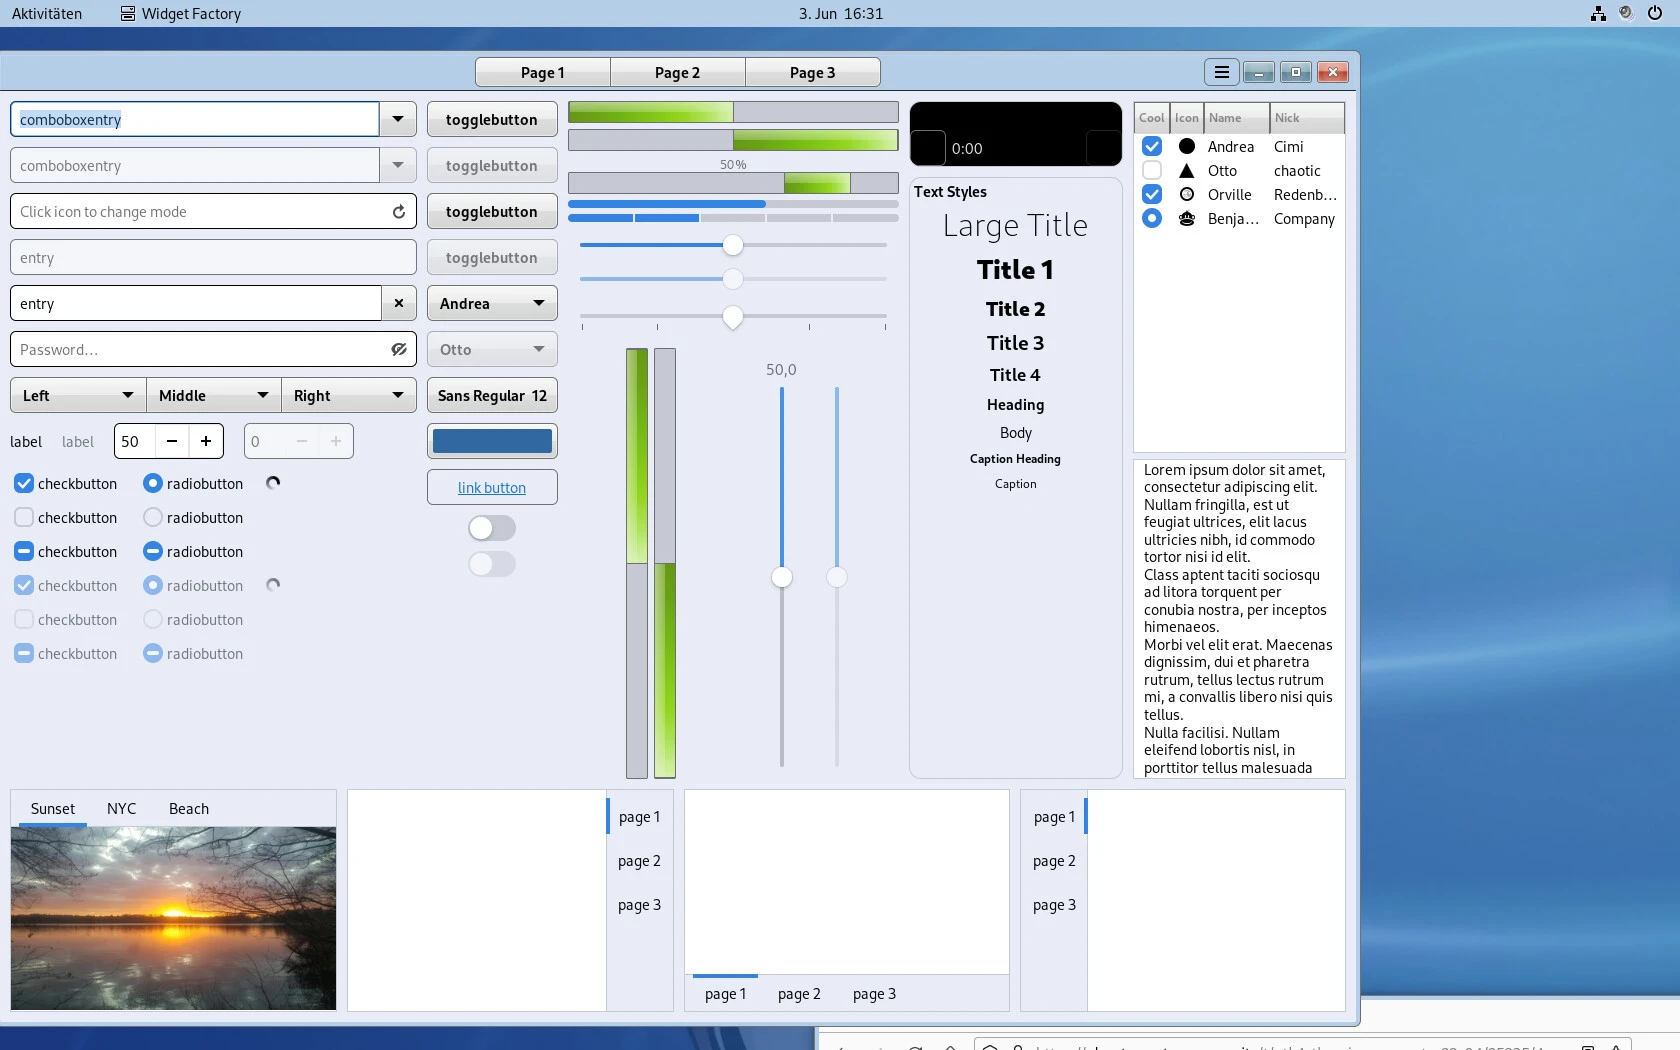 Aktivitäten
Widget Factory
3. Jun 16:31
Page 1
Page 2
Page 3
comboboxentry
togglebutton
comboboxentry
togglebutton
Click icon to change mode
togglebutton
entry
togglebutton
entry
Andrea
Password...
Otto
Left
Middle
Right
Sans Regular 12
label
label
50
0
checkbutton
radiobutton
link button
checkbutton
radiobutton
checkbutton
radiobutton
checkbutton
radiobutton
checkbutton
radiobutton
checkbutton
radiobutton
50%
50,0
0:00
Text Styles
Large Title
Title 1
Title 2
Title 3
Title 4
Heading
Body
Caption Heading
Caption
Cool Icon Name Nick
Andrea Cimi
Otto chaotic
Orville Redenb...
Benja... Company
Lorem ipsum dolor sit amet,
consectetur adipiscing elit.
Nullam fringilla, est ut
feugiat ultrices, elit lacus
ultricies nibh, id commodo
tortor nisi id elit.
Class aptent taciti sociosqu
ad litora torquent per
conubia nostra, per inceptos
himenaeos.
Morbi vel elit erat. Maecenas
dignissim, dui et pharetra
rutrum, tellus lectus rutrum
mi, a convallis libero nisi quis
tellus.
Nulla facilisi. Nullam
eleifend lobortis nisl, in
porttitor tellus malesuada
Sunset
NYC
Beach
page 1
page 2
page 3
page 1
page 2
page 3
page 1
page 2
page 3